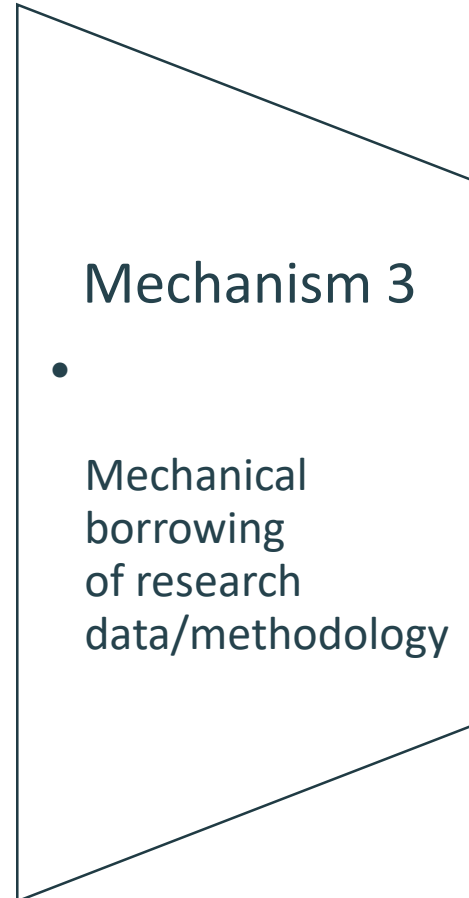 Mechanism 3
•
Mechanical
borrowing
of research
data/methodology